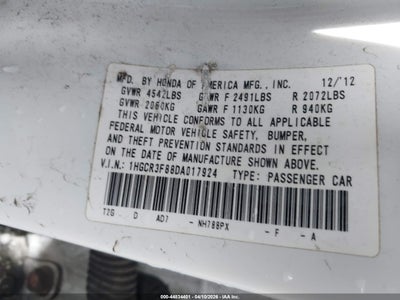 MFD. BY HONDA OF AMERICA MFG., INC. 12/'12
GVWR 4542LBS GAWR F 2491LBS R 2072LBS
GVWR 2060KG GAWR F 1130KG R 940KG
THIS VEHICLE CONFORMS TO ALL APPLICABLE
FEDERAL MOTOR VEHICLE SAFETY, BUMPER,
AND THEFT PREVENTION STANDARDS IN EFFECT
ON THE DATE OF MANUFACTURE SHOWN ABOVE.
V.I.N.: 1HGCR3F88DA017924 TYPE: PASSENGER CAR
T2G D AD7 - NH788PX - F - A
000-44834401 | 04/10/2026 | IAA Inc.